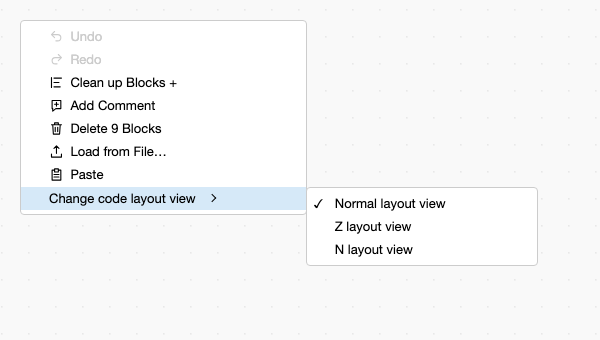 Undo
Redo
Clean up Blocks +
Add Comment
Delete 9 Blocks
Load from File...
Paste
Change code layout view
Normal layout view
Z layout view
N layout view